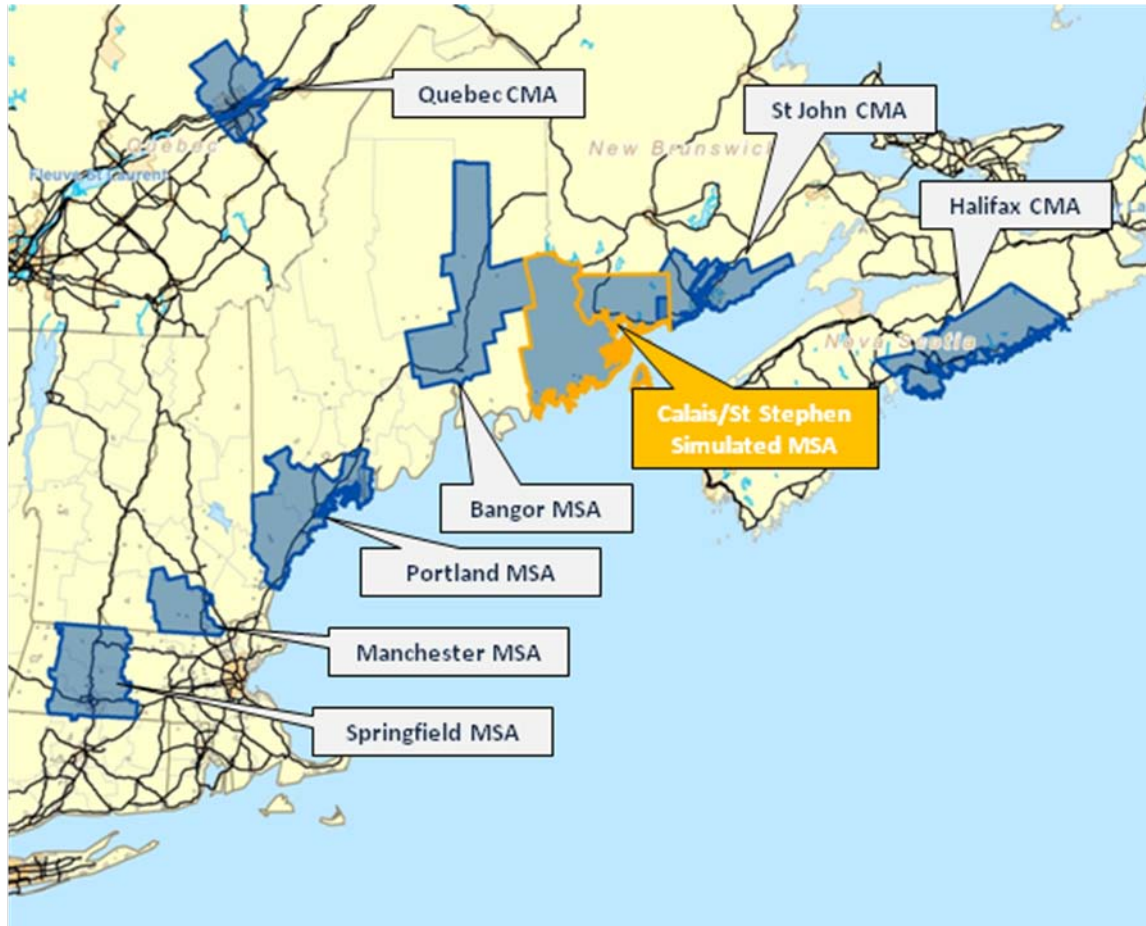 Quebec CMA
St John CMA
Québec
New Brunswick
Fleuve St Laurent
Halifax CMA
Nova Scotia
Calais/St Stephen
Simulated MSA
Bangor MSA
Portland MSA
Manchester MSA
Springfield MSA